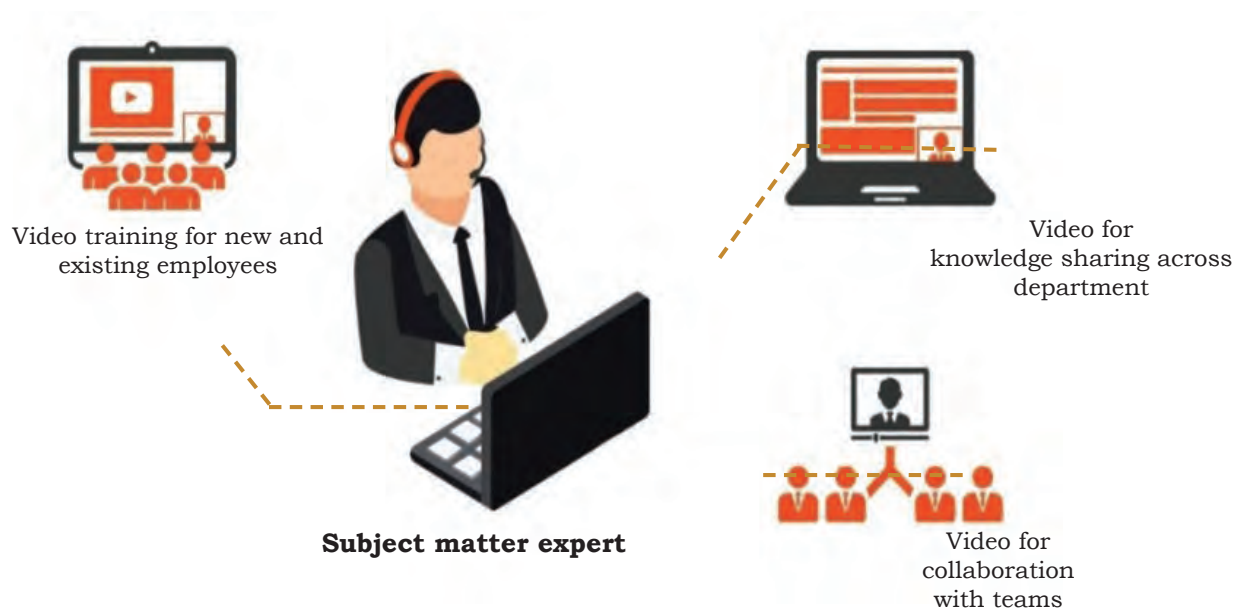 Video training for new and
existing employees
Video for
knowledge sharing across
department
Subject matter expert
Video for
collaboration
with teams